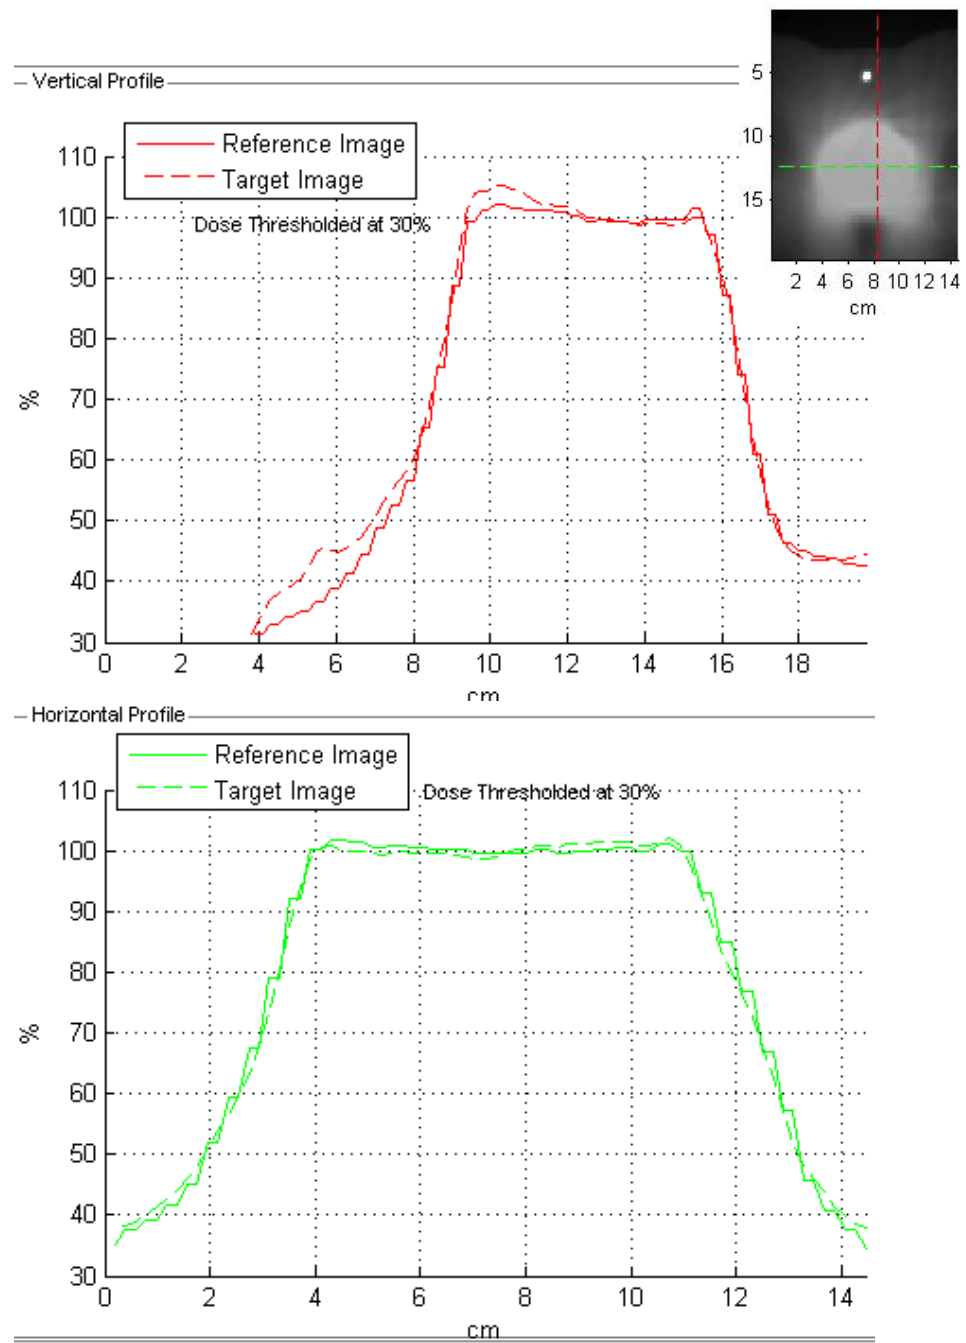 Vertical Profile
Reference Image
Target Image
Dose Thresholded at 30%
110
100
90
80
70
60
50
40
30
%
0 2 4 6 8 10 12 14 16 18
cm
5
10
15
2 4 6 8 10 12 14
cm
Horizontal Profile
Reference Image
Target Image
Dose Thresholded at 30%
110
100
90
80
70
60
50
40
30
%
0 2 4 6 8 10 12 14
cm